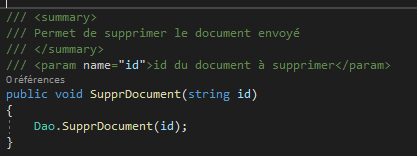 /// <summary>
/// Permet de supprimer le document envoyé
/// </summary>
/// <param name="id">id du document à supprimer</param>
0 références
public void SupprDocument(string id)
{
Dao.SupprDocument(id);
}